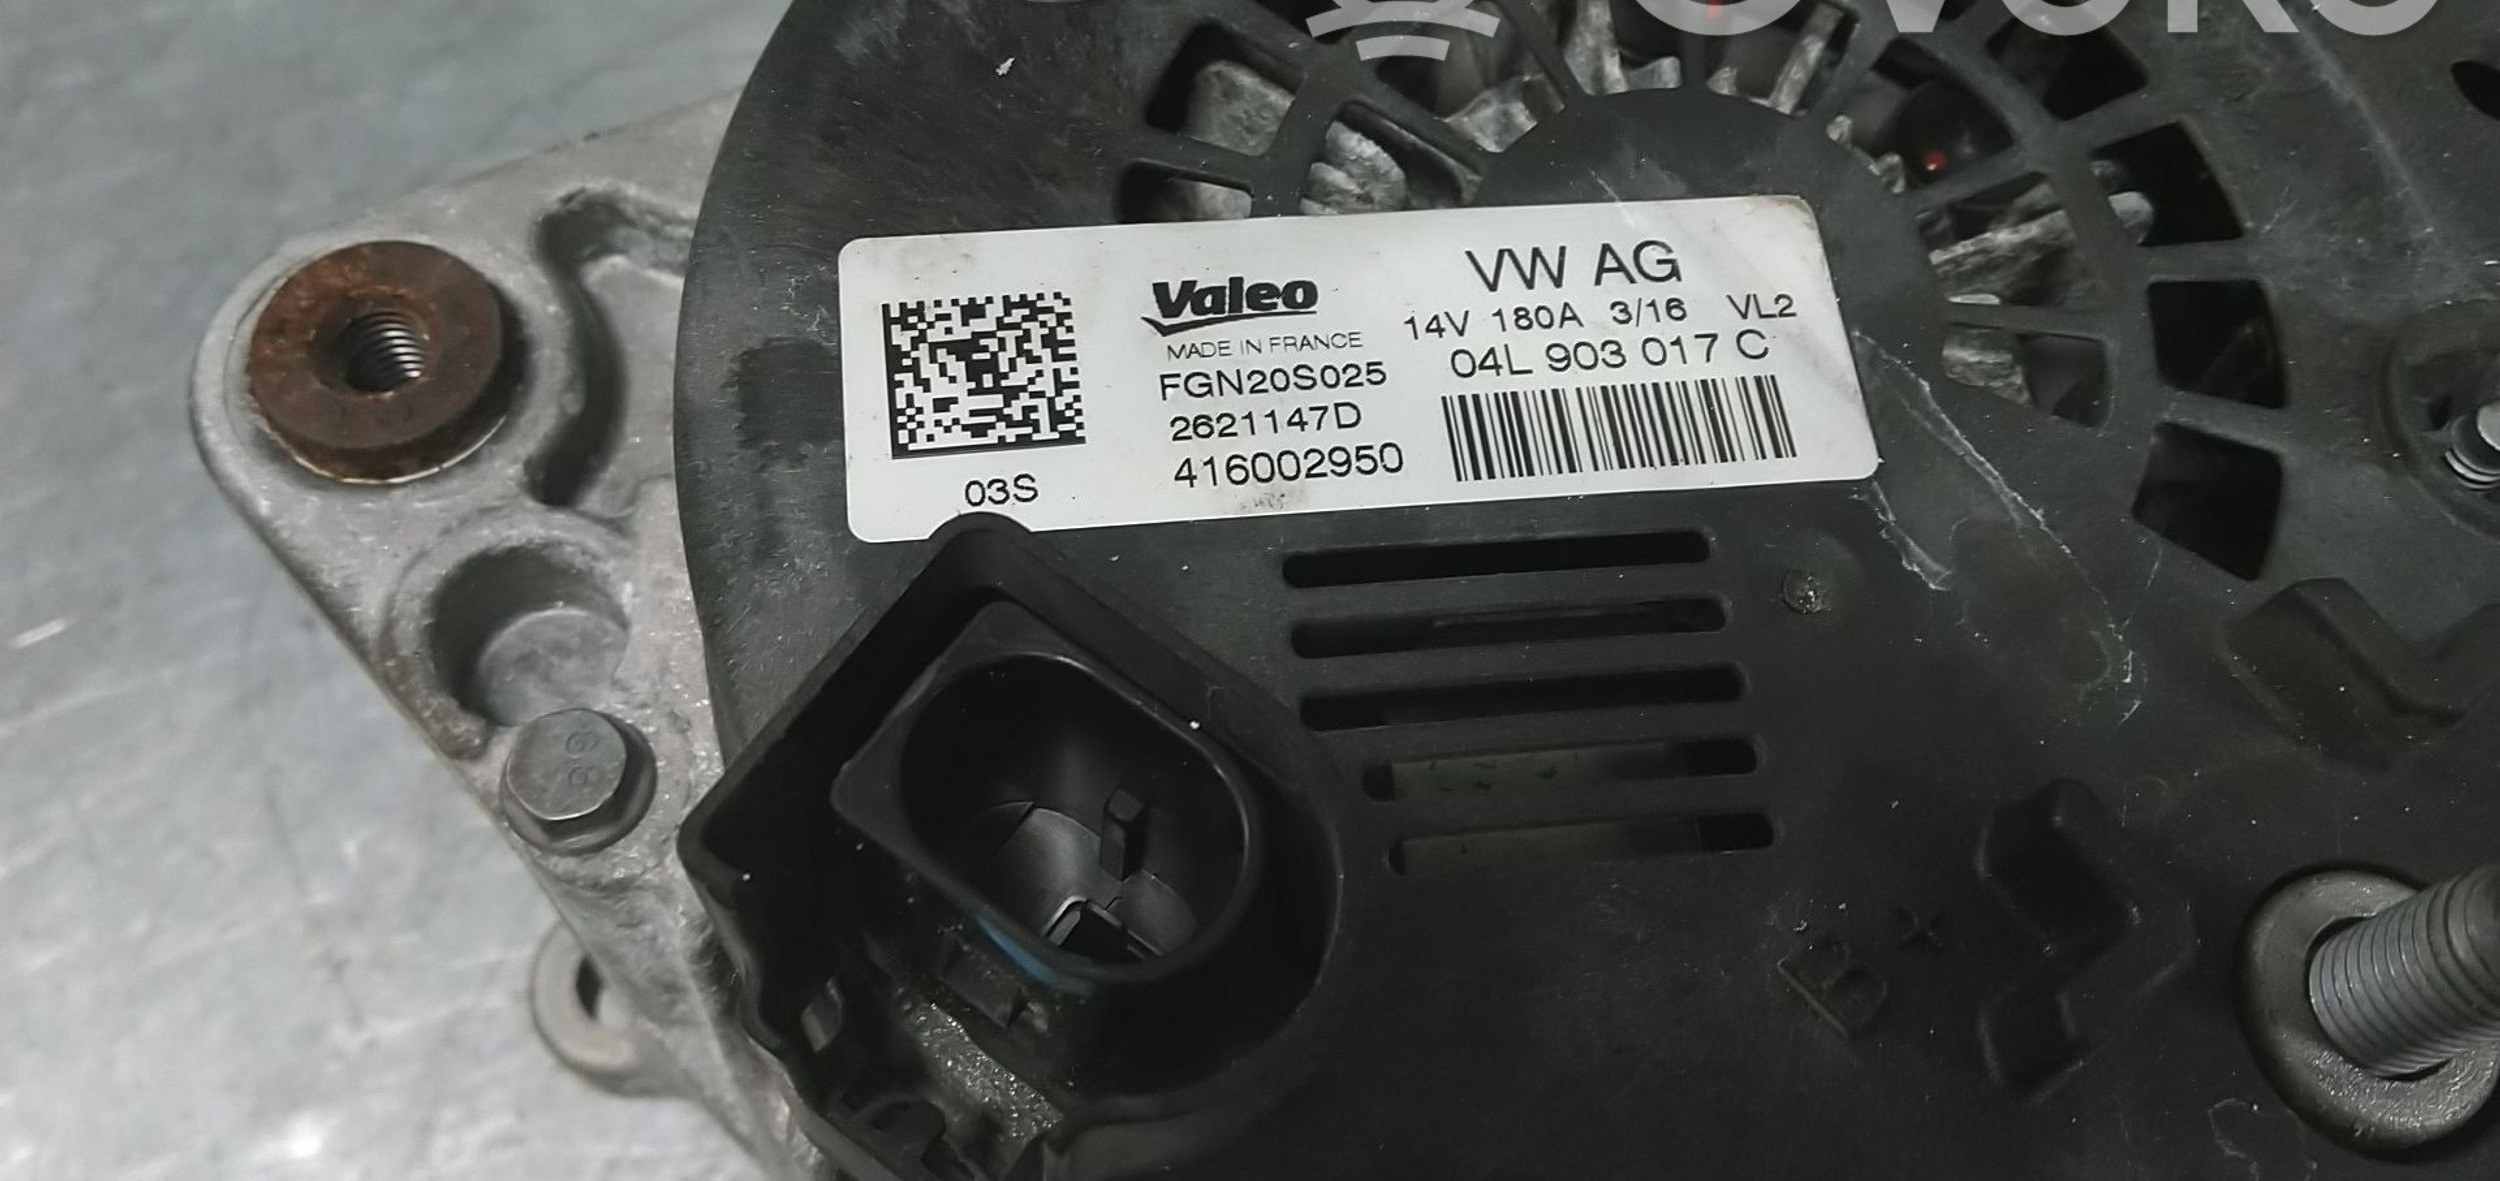 Valeo
MADE IN FRANCE
FGN20S025
2621147D
416002950
03S
VW AG
14V 180A 3/16 VL2
04L 903 017 C
B+